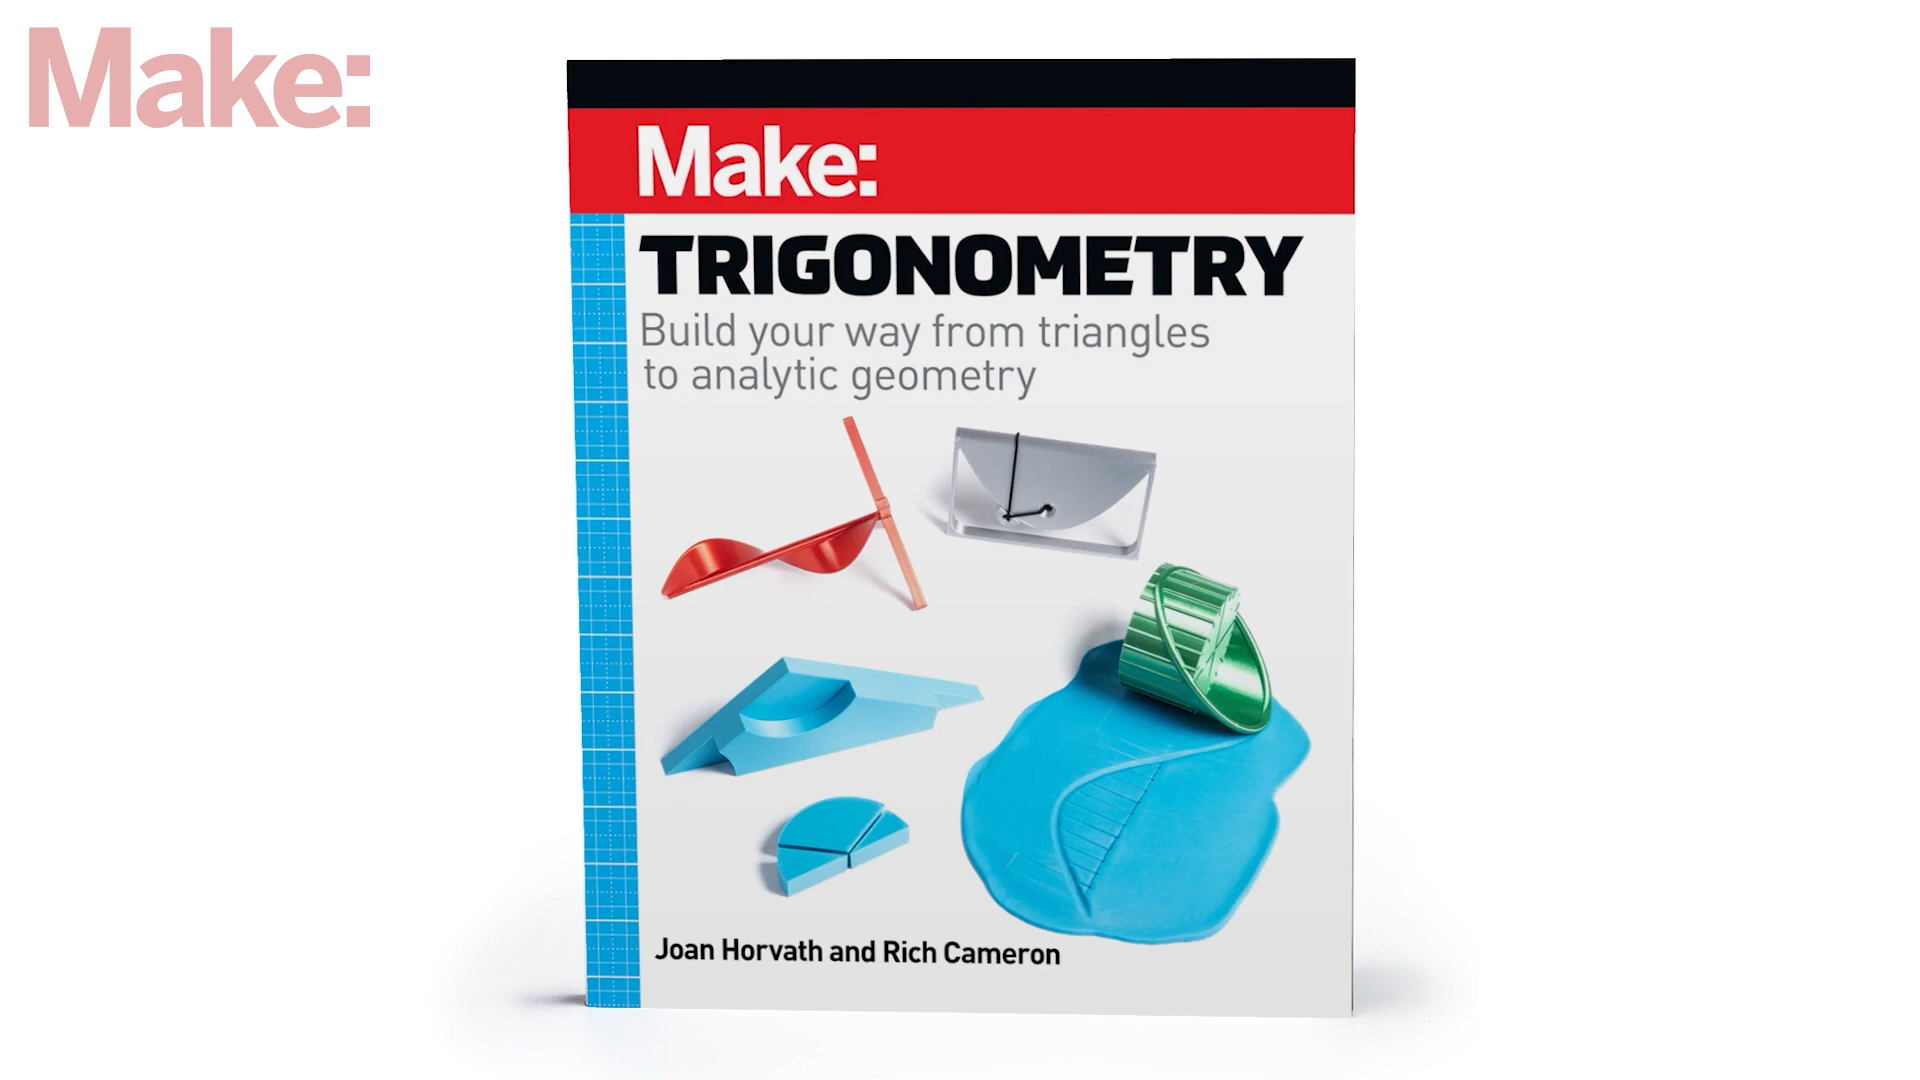 Make:
Make:
TRIGONOMETRY
Build your way from triangles
to analytic geometry
Joan Horvath and Rich Cameron